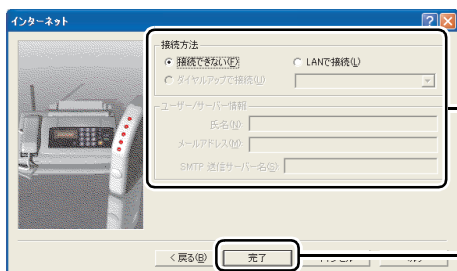 インターネット
接続方法
接続できない(F) LANで接続(L)
ダイヤルアップで接続(U)
ユーザー/サーバー情報
氏名(N)
メールアドレス(M)
SMTP 送信サーバー名(S)
< 戻る(B) 完了